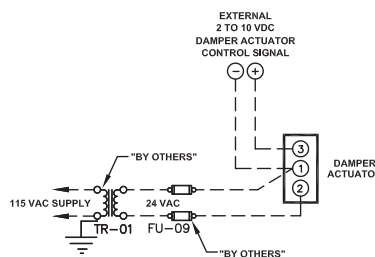 EXTERNAL
2 TO 10 VDC
DAMPER ACTUATOR
CONTROL SIGNAL
− +
3
"BY OTHERS"
1
DAMPER
ACTUATO
2
115 VAC SUPPLY
24 VAC
TR-01
FU-09
"BY OTHERS"